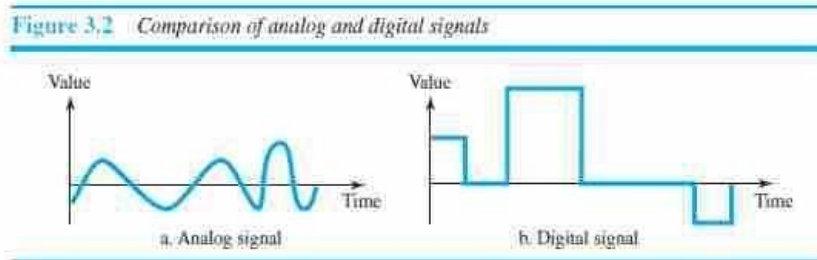 Figure 3.2 Comparison of analog and digital signals
Value
Value
Time
Time
a. Analog signal
b. Digital signal